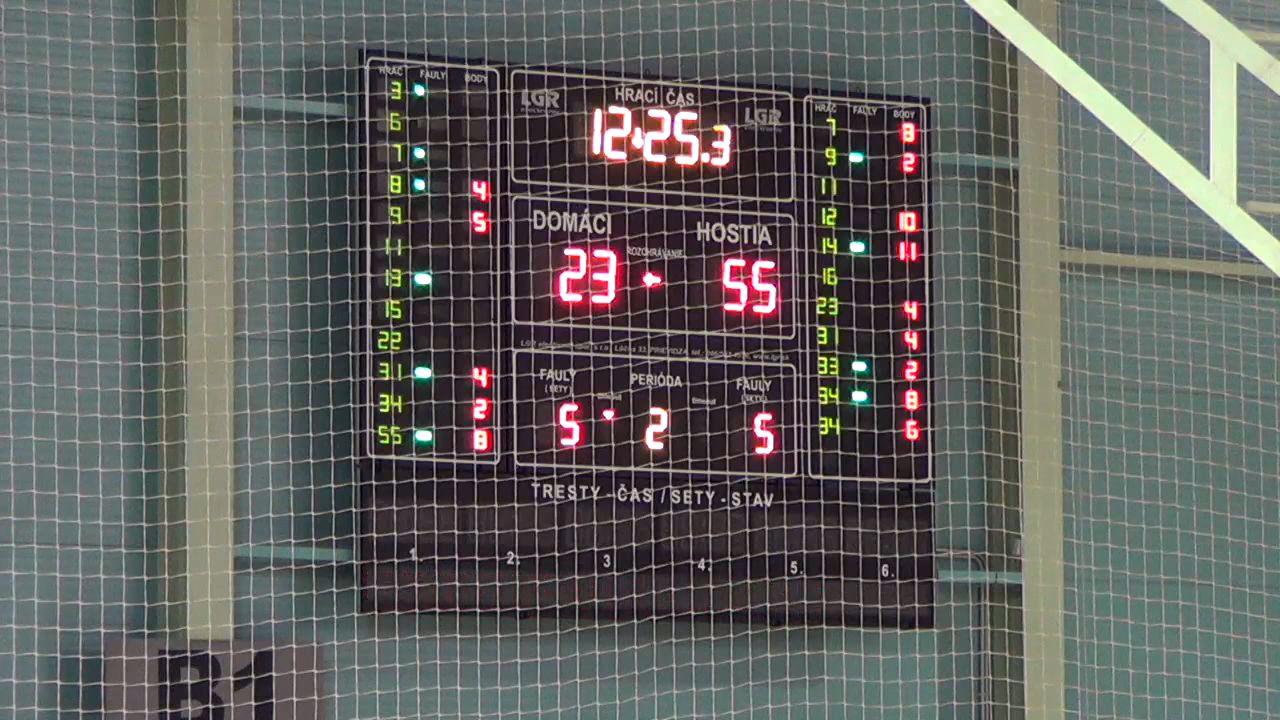 HRÁČ FAULY BODY
3
6
7
8 4
9 5
11
13
15
22
31 4
34 2
55 8
LGR HRACÍ ČAS LGR
12:25.3
DOMÁCI HOSTIA
ROZOHRÁVANIE
23 55
FAULY PERIÓDA FAULY
(SETY) timeout timeout (SETY)
5 2 5
HRÁČ FAULY BODY
7 8
9 2
11
12 10
14 11
16
23 4
31 4
33 2
34 8
34 6
TRESTY - ČAS / SETY - STAV
1. 2. 3 4. 5. 6.
B1